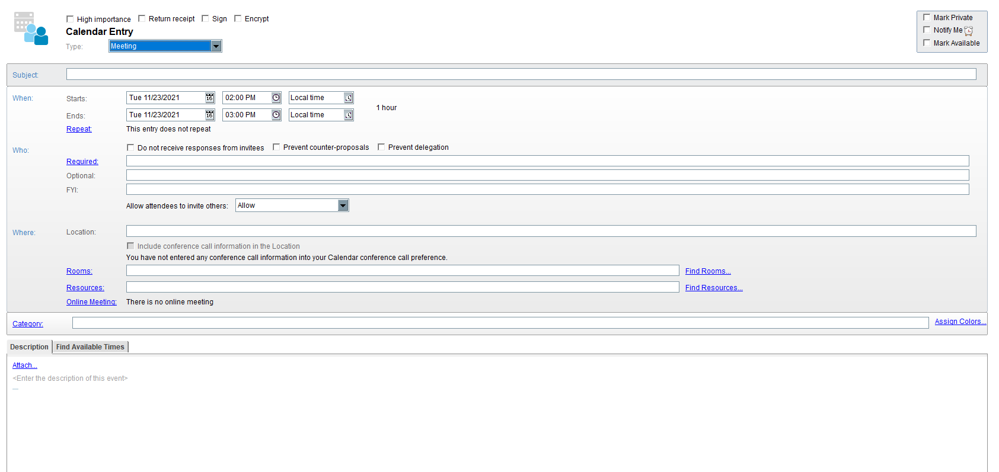 High importance Return receipt Sign Encrypt
Mark Private
Calendar Entry
Notify Me
Type: Meeting
Mark Available
Subject:
When: Starts: Tue 11/23/2021 16 02:00 PM Local time
1 hour
Ends: Tue 11/23/2021 16 03:00 PM Local time
Repeat: This entry does not repeat
Who: Do not receive responses from invitees Prevent counter-proposals Prevent delegation
Required:
Optional:
FYI:
Allow attendees to invite others: Allow
Where: Location:
Include conference call information in the Location
You have not entered any conference call information into your Calendar conference call preference.
Rooms: Find Rooms...
Resources: Find Resources...
Online Meeting: There is no online meeting
Category: Assign Colors...
Description Find Available Times
Attach...
<Enter the description of this event>